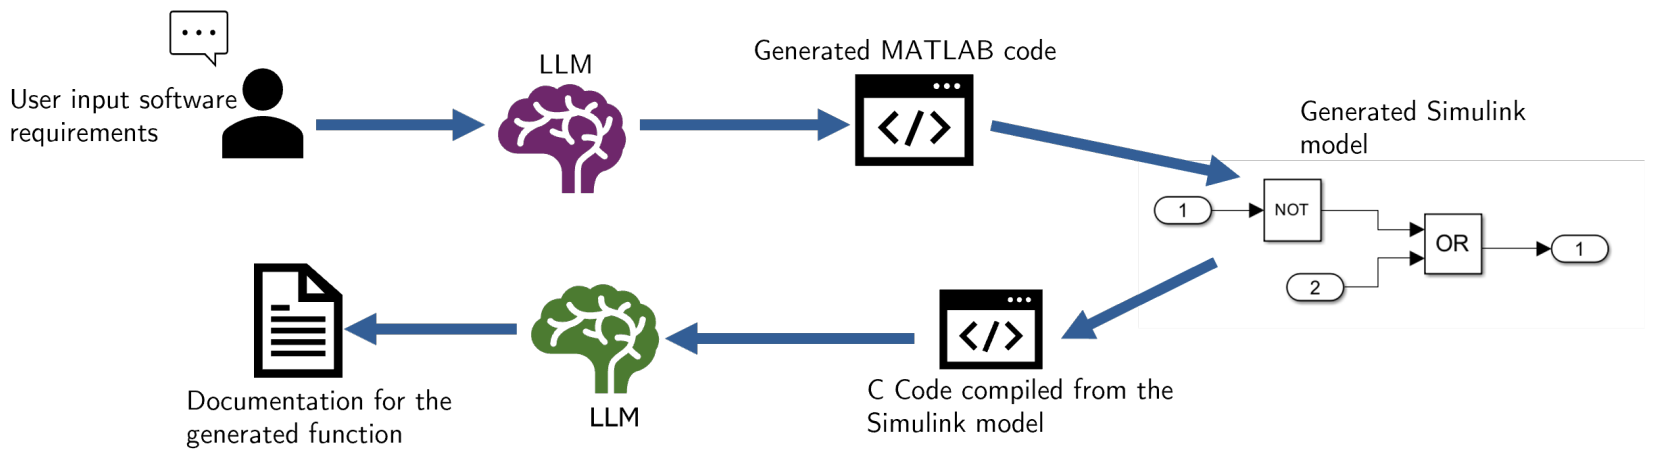 User input software
requirements
LLM
Generated MATLAB code
</>
Generated Simulink
model
1
NOT
OR
1
2
</>
C Code compiled from the
Simulink model
LLM
Documentation for the
generated function